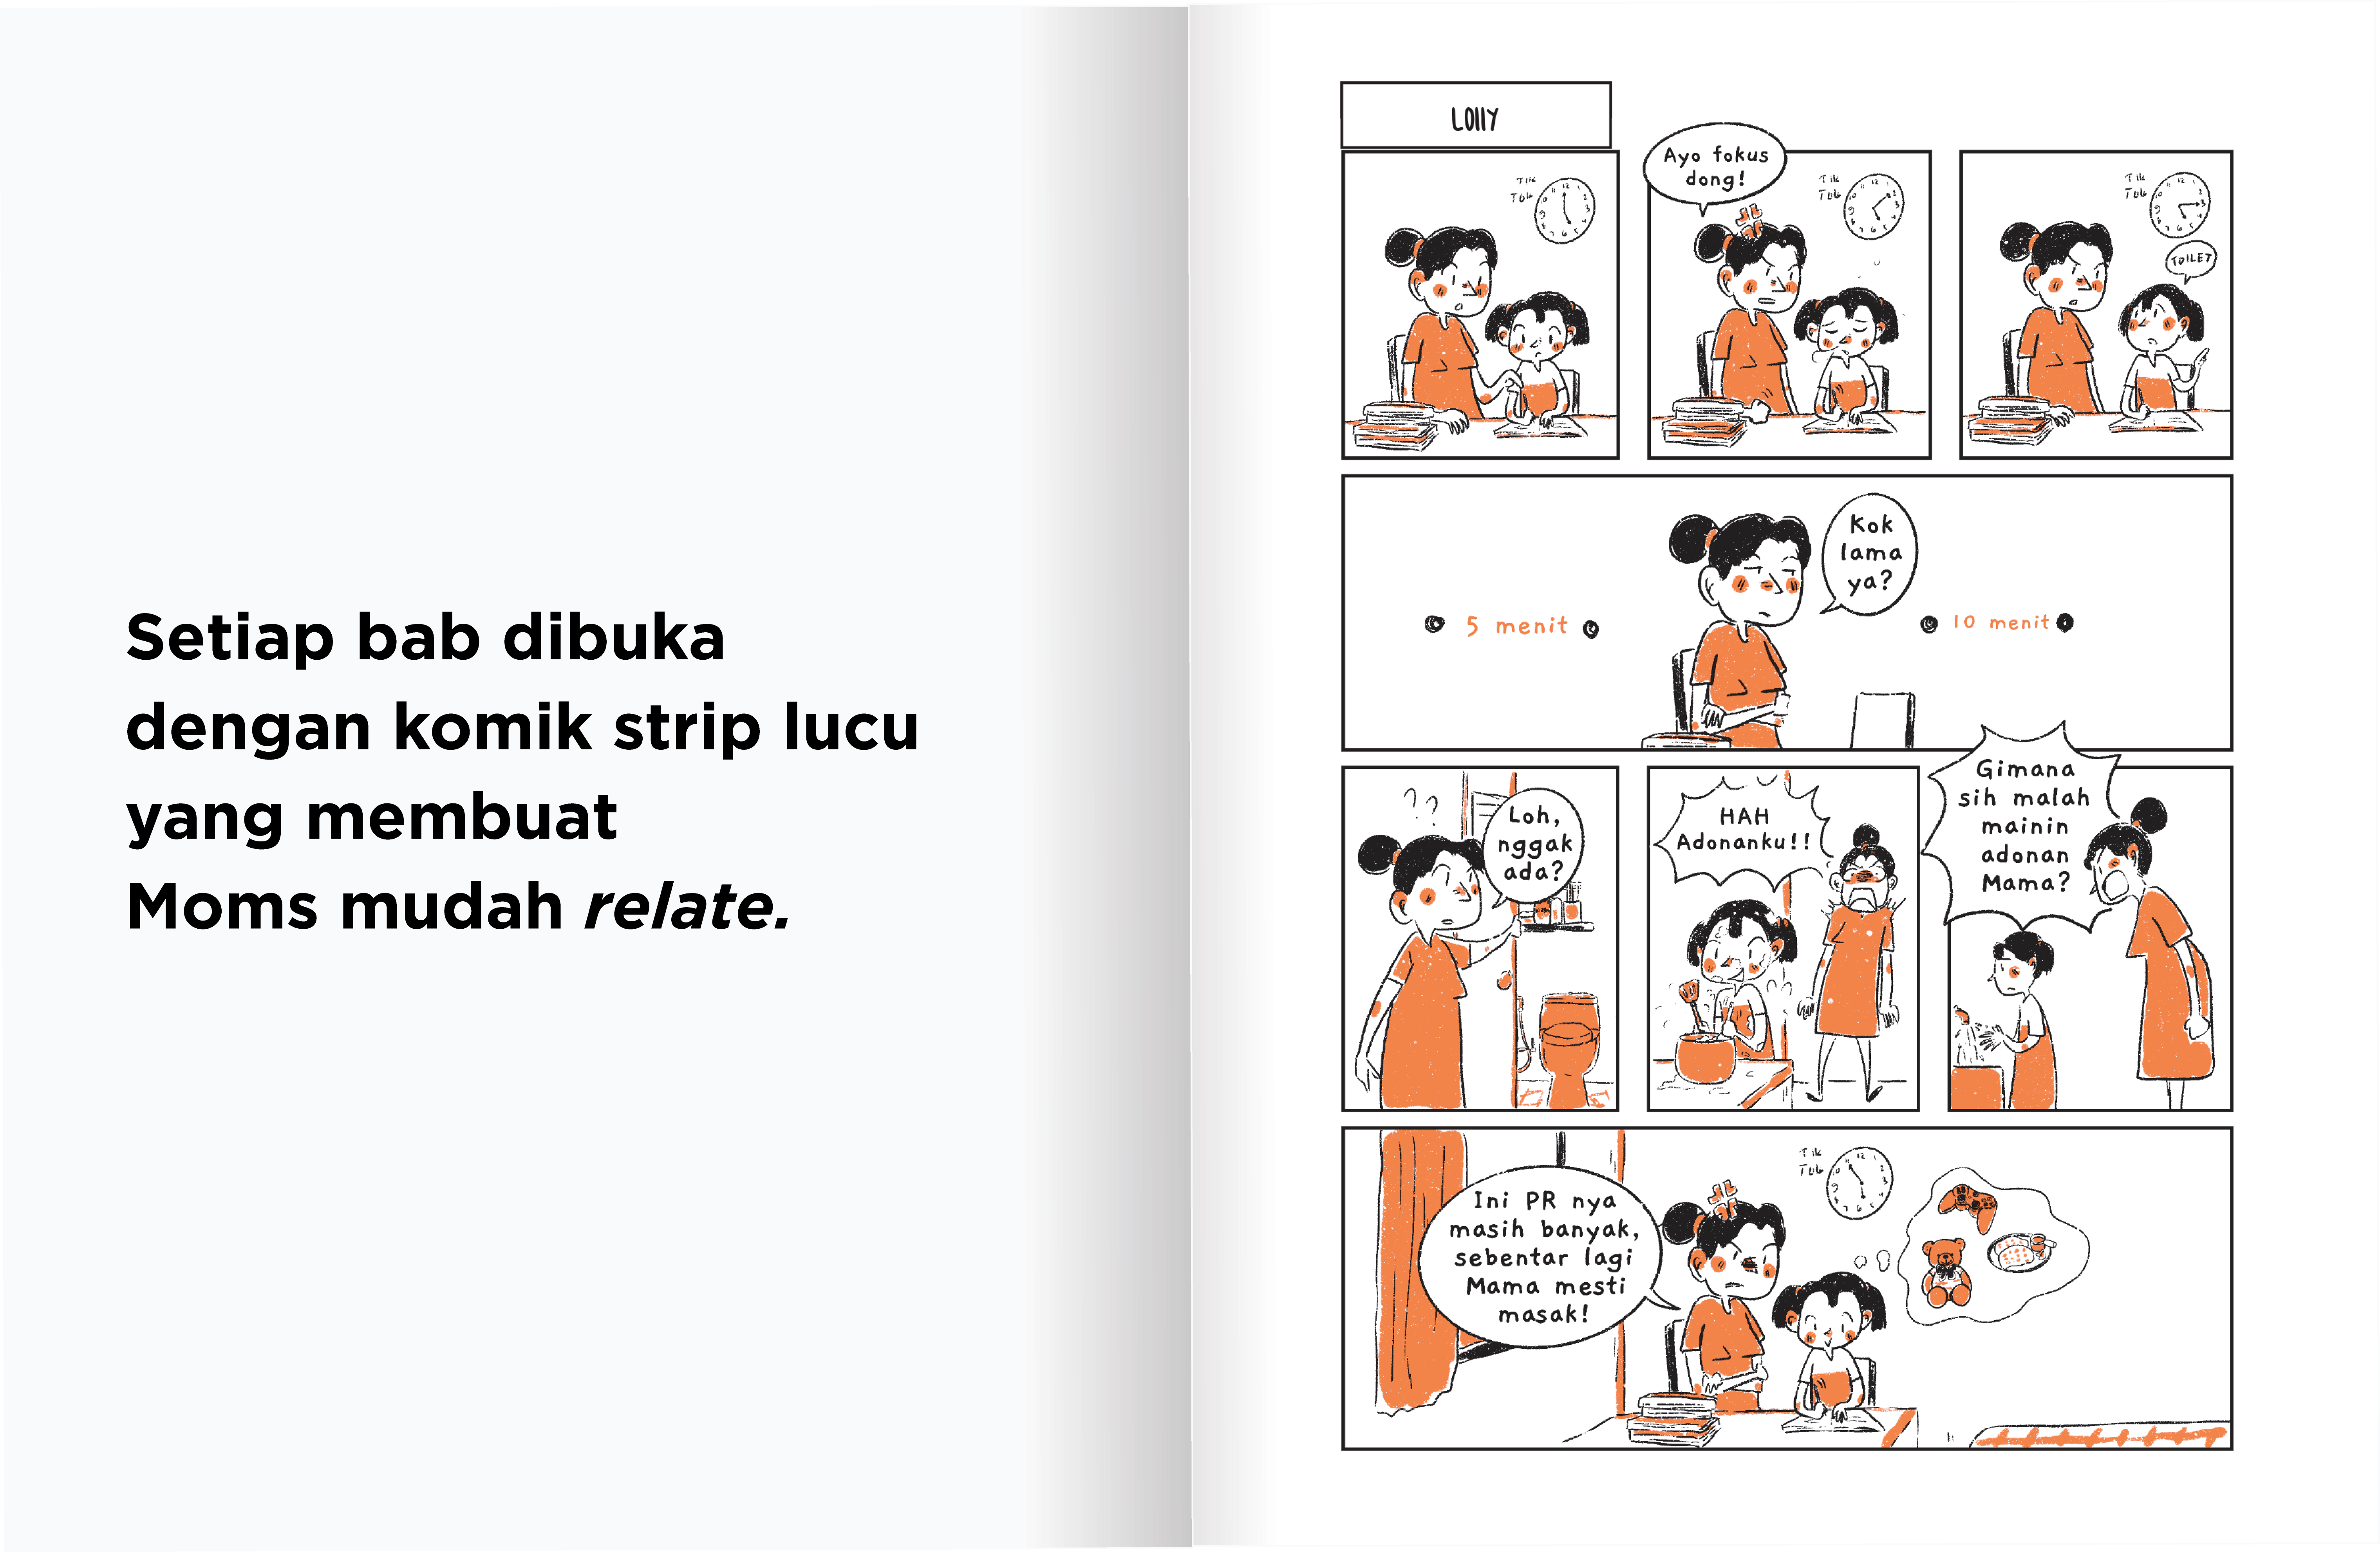 Setiap bab dibuka
dengan komik strip lucu
yang membuat
Moms mudah relate.
LOllY
Tik
Tok
Ayo fokus
dong!
Tik
Tok
Tik
Tok
TOILET
5 menit
Kok
lama
ya?
10 menit
??
Loh,
nggak
ada?
HAH
Adonanku!!
Gimana
sih malah
mainin
adonan
Mama?
Ini PR nya
masih banyak,
sebentar lagi
Mama mesti
masak!
Tik
Tok